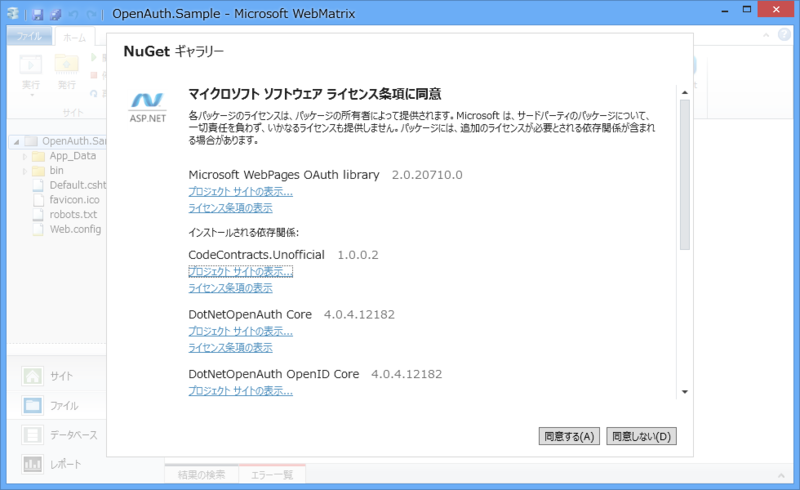 OpenAuth.Sample - Microsoft WebMatrix
ファイル
ホーム
NuGet ギャラリー
実行
発行
サイト
ASP.NET
マイクロソフト ソフトウェア ライセンス条項に同意
各パッケージのライセンスは、パッケージの所有者によって提供されます。Microsoft は、サードパーティのパッケージについて、
一切責任を負わず、いかなるライセンスも提供しません。パッケージには、追加のライセンスが必要とされる依存関係が含まれ
る場合があります。
OpenAuth.Sar
App_Data
bin
Default.csht
favicon.ico
robots.txt
Web.config
Microsoft WebPages OAuth library 2.0.20710.0
プロジェクト サイトの表示...
ライセンス条項の表示
インストールされる依存関係:
CodeContracts.Unofficial 1.0.0.2
プロジェクト サイトの表示...
ライセンス条項の表示
DotNetOpenAuth Core 4.0.4.12182
プロジェクト サイトの表示...
ライセンス条項の表示
DotNetOpenAuth OpenID Core 4.0.4.12182
プロジェクト サイトの表示...
サイト
ファイル
データベース
レポート
同意する(A)
同意しない(D)
結果の検索
エラー一覧